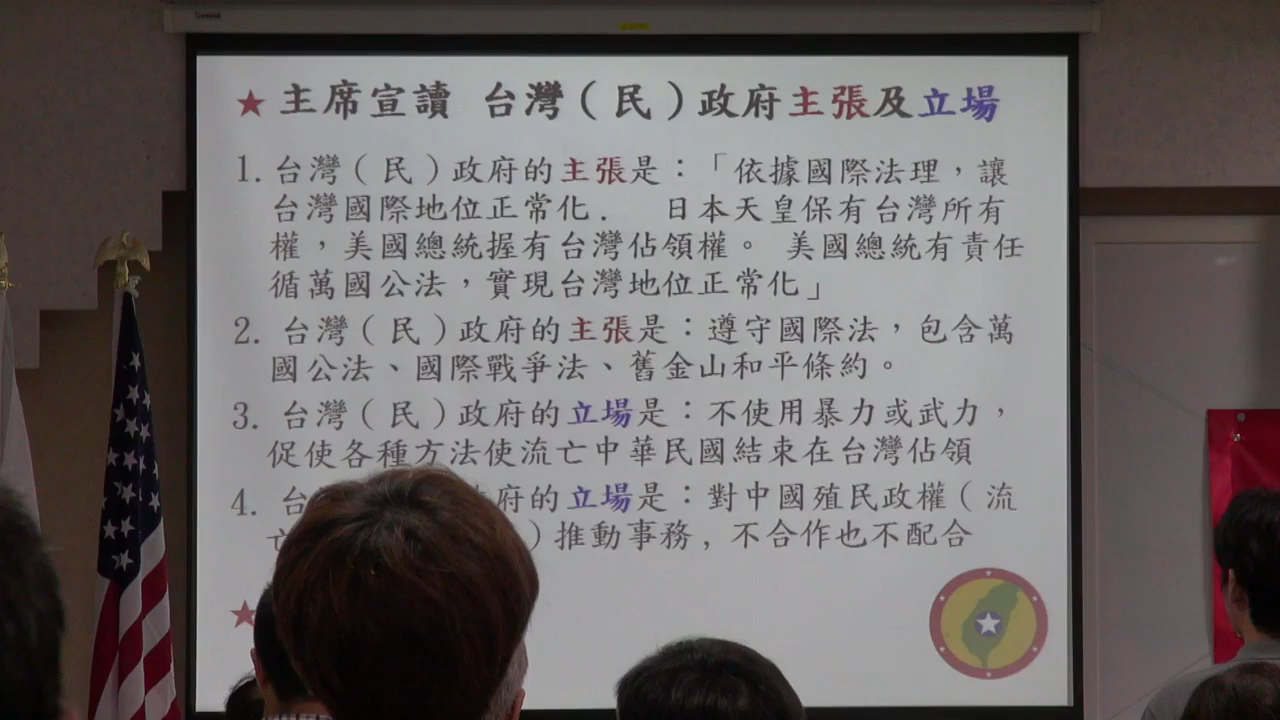 ★ 主席宣讀 台灣(民)政府主張及立場
1. 台灣(民)政府的主張是：「依據國際法理，讓
台灣國際地位正常化. 日本天皇保有台灣所有
權，美國總統握有台灣佔領權。 美國總統有責任
循萬國公法，實現台灣地位正常化」
2. 台灣(民)政府的主張是：遵守國際法，包含萬
國公法、國際戰爭法、舊金山和平條約。
3. 台灣(民)政府的立場是：不使用暴力或武力，
促使各種方法使流亡中華民國結束在台灣佔領
4. 台 府的立場是：對中國殖民政權(流
)推動事務, 不合作也不配合
★